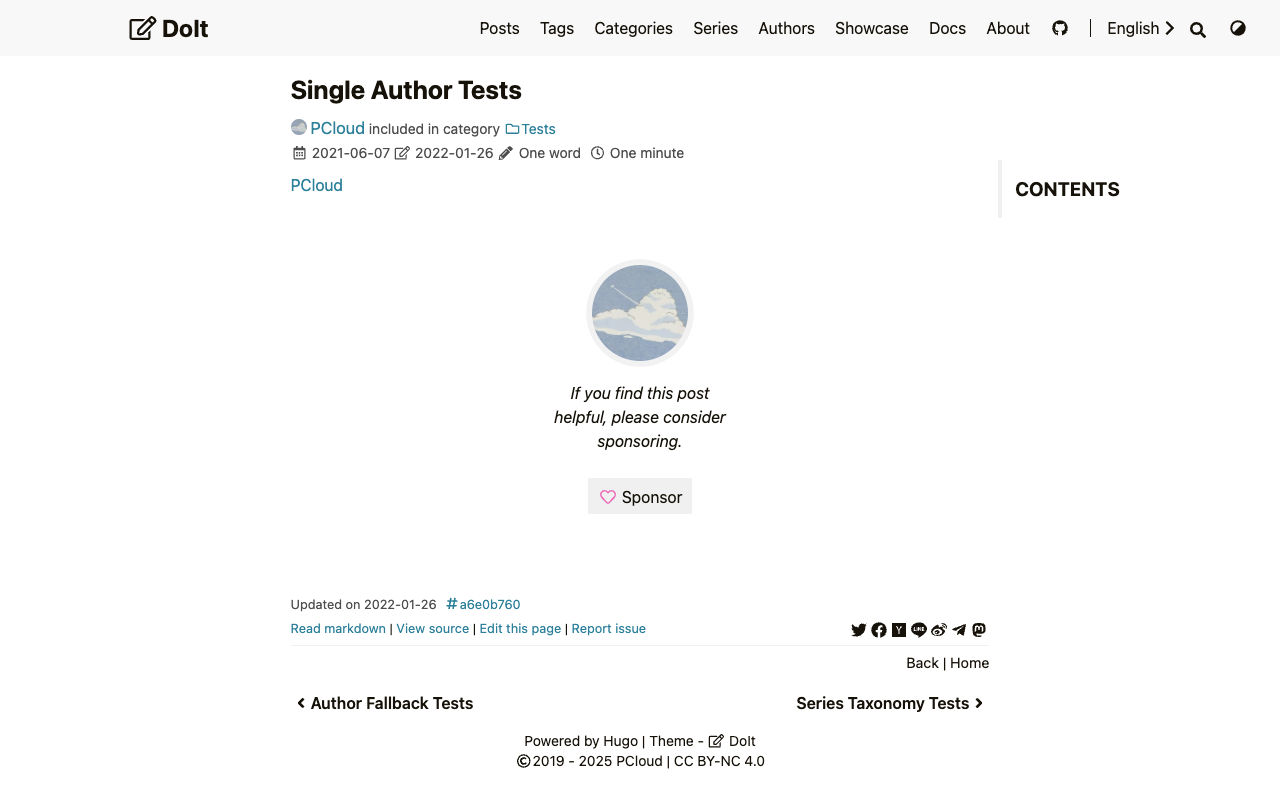 DoIt
Posts Tags Categories Series Authors Showcase Docs About | English
Single Author Tests
PCloud included in category Tests
2021-06-07 2022-01-26 One word One minute
PCloud
CONTENTS
If you find this post
helpful, please consider
sponsoring.
Sponsor
Updated on 2022-01-26 #a6e0b760
Read markdown | View source | Edit this page | Report issue
Back | Home
Author Fallback Tests
Series Taxonomy Tests
Powered by Hugo | Theme - DoIt
© 2019 - 2025 PCloud | CC BY-NC 4.0